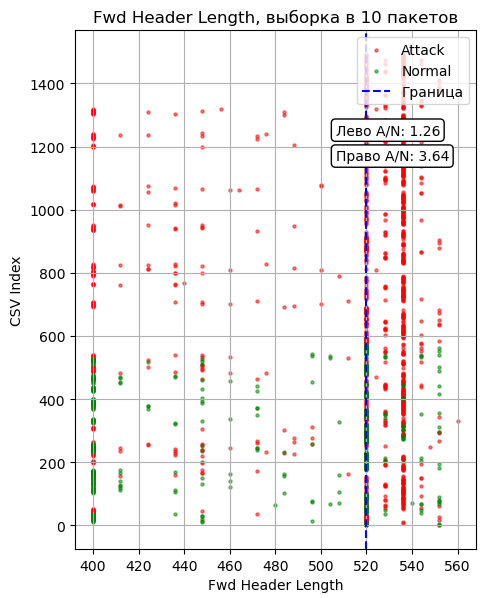 Fwd Header Length, выборка в 10 пакетов
Attack
Normal
Граница
Лево A/N: 1.26
Право A/N: 3.64
1400
1200
1000
800
600
400
200
0
CSV Index
400 420 440 460 480 500 520 540 560
Fwd Header Length